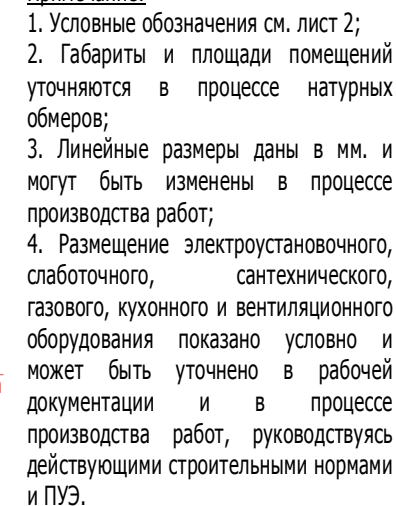 Примечание:
1. Условные обозначения см. лист 2;
2. Габариты и площади помещений
уточняются в процессе натурных
обмеров;
3. Линейные размеры даны в мм. и
могут быть изменены в процессе
производства работ;
4. Размещение электроустановочного,
слаботочного, сантехнического,
газового, кухонного и вентиляционного
оборудования показано условно и
может быть уточнено в рабочей
документации и в процессе
производства работ, руководствуясь
действующими строительными нормами
и ПУЭ.